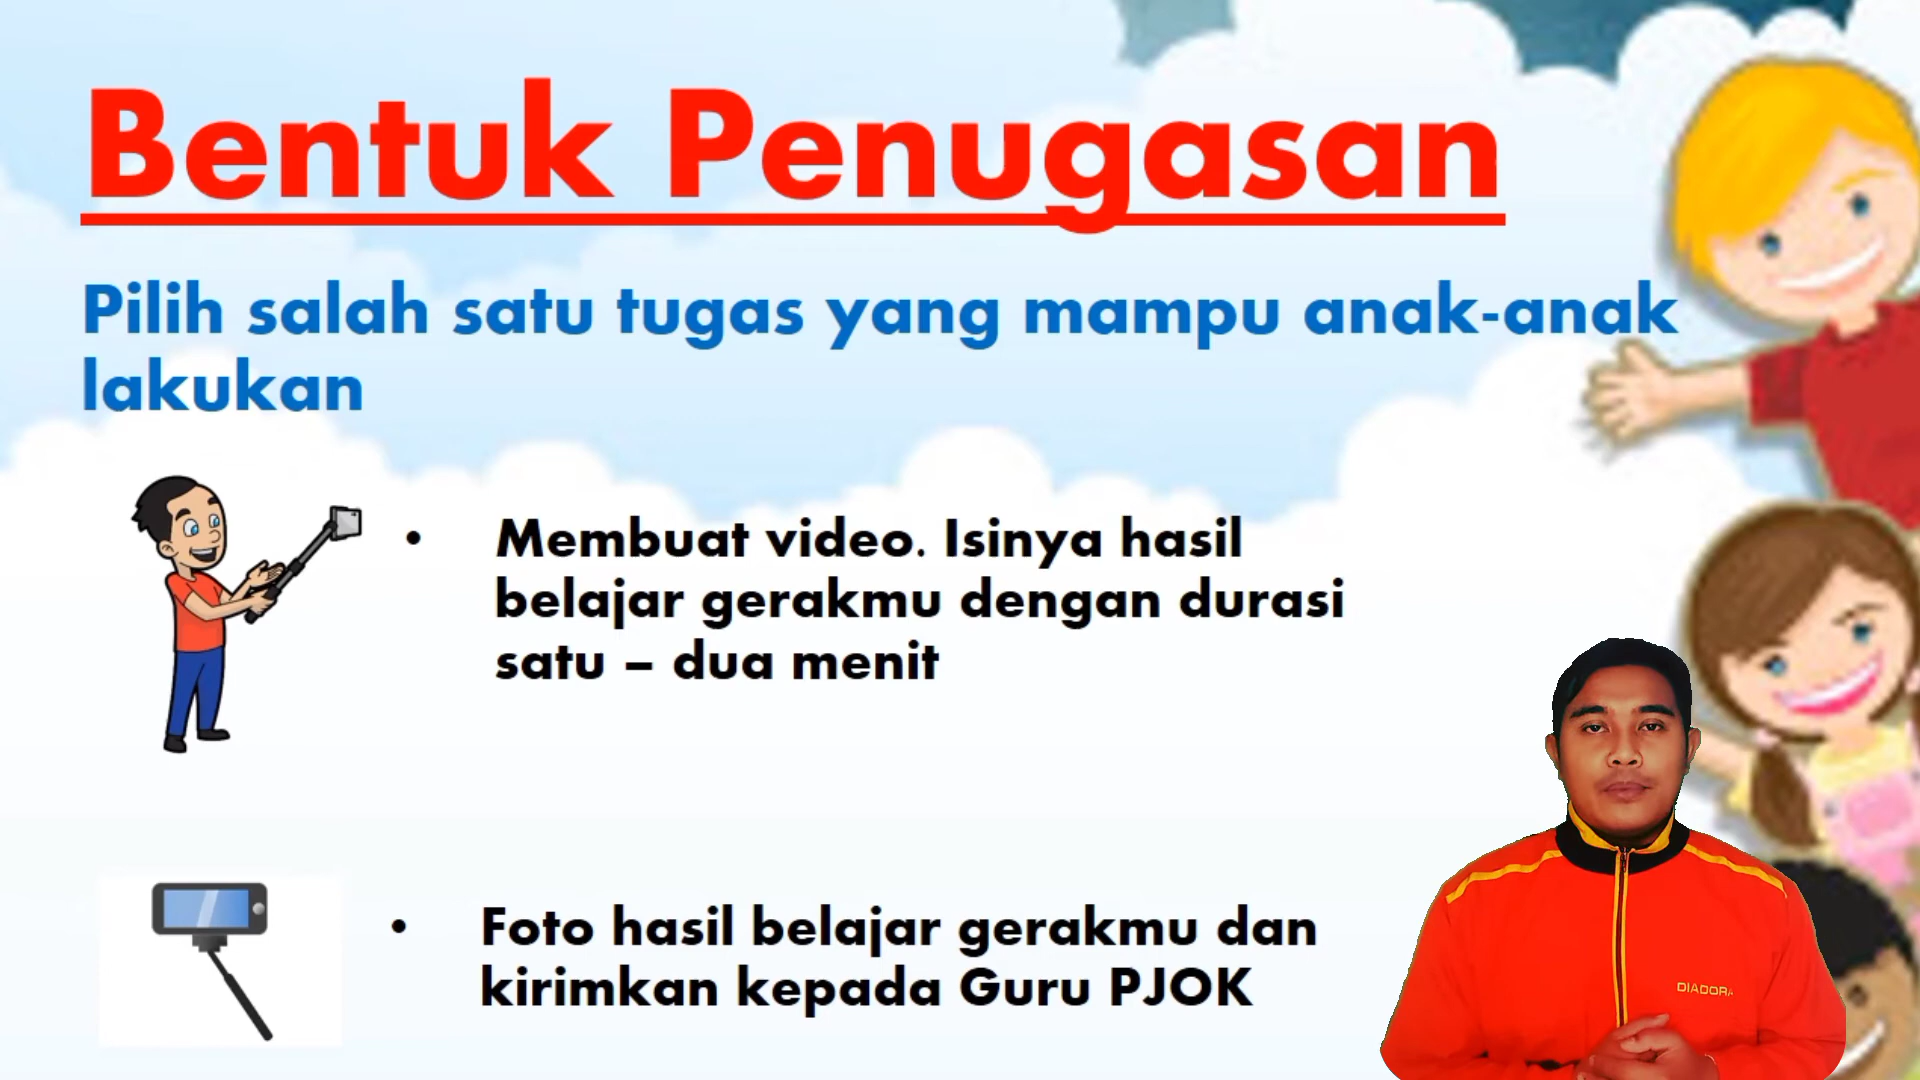 Bentuk Penugasan
Pilih salah satu tugas yang mampu anak-anak
lakukan
• Membuat video. Isinya hasil
belajar gerakmu dengan durasi
satu – dua menit
• Foto hasil belajar gerakmu dan
kirimkan kepada Guru PJOK
DIADORA